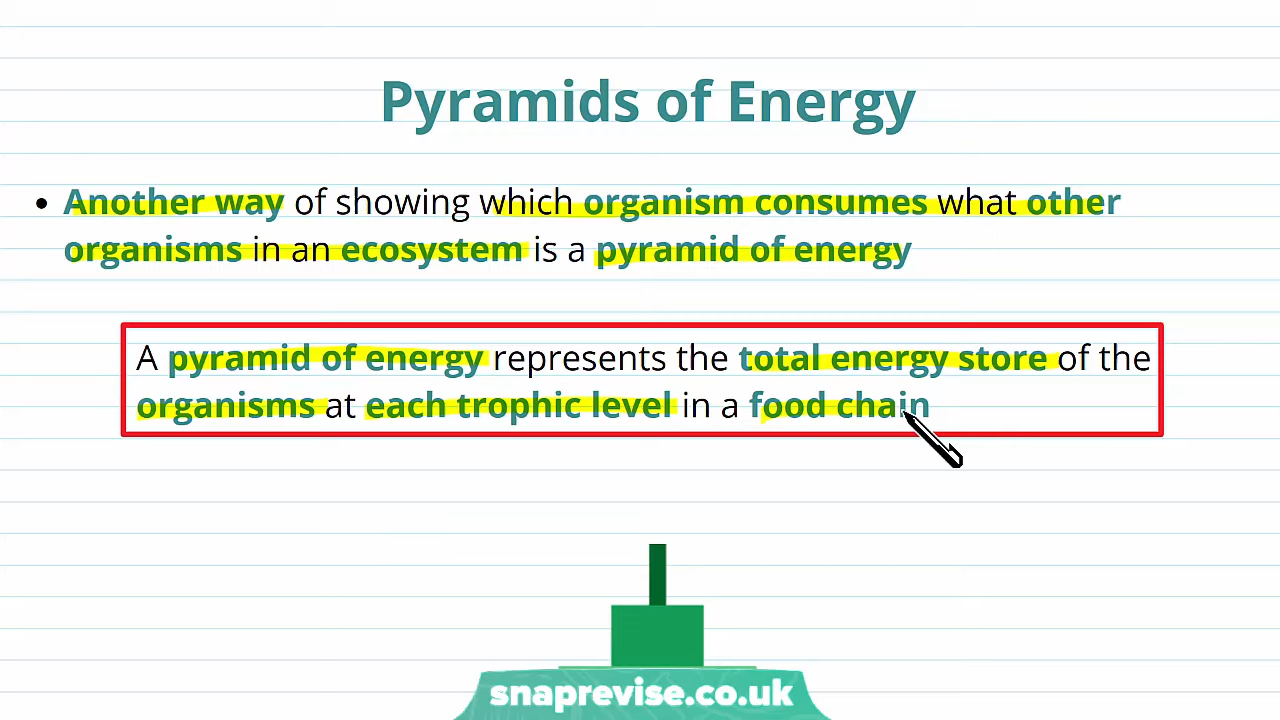 Pyramids of Energy
• Another way of showing which organism consumes what other
organisms in an ecosystem is a pyramid of energy
A pyramid of energy represents the total energy store of the
organisms at each trophic level in a food chain
snaprevise.co.uk